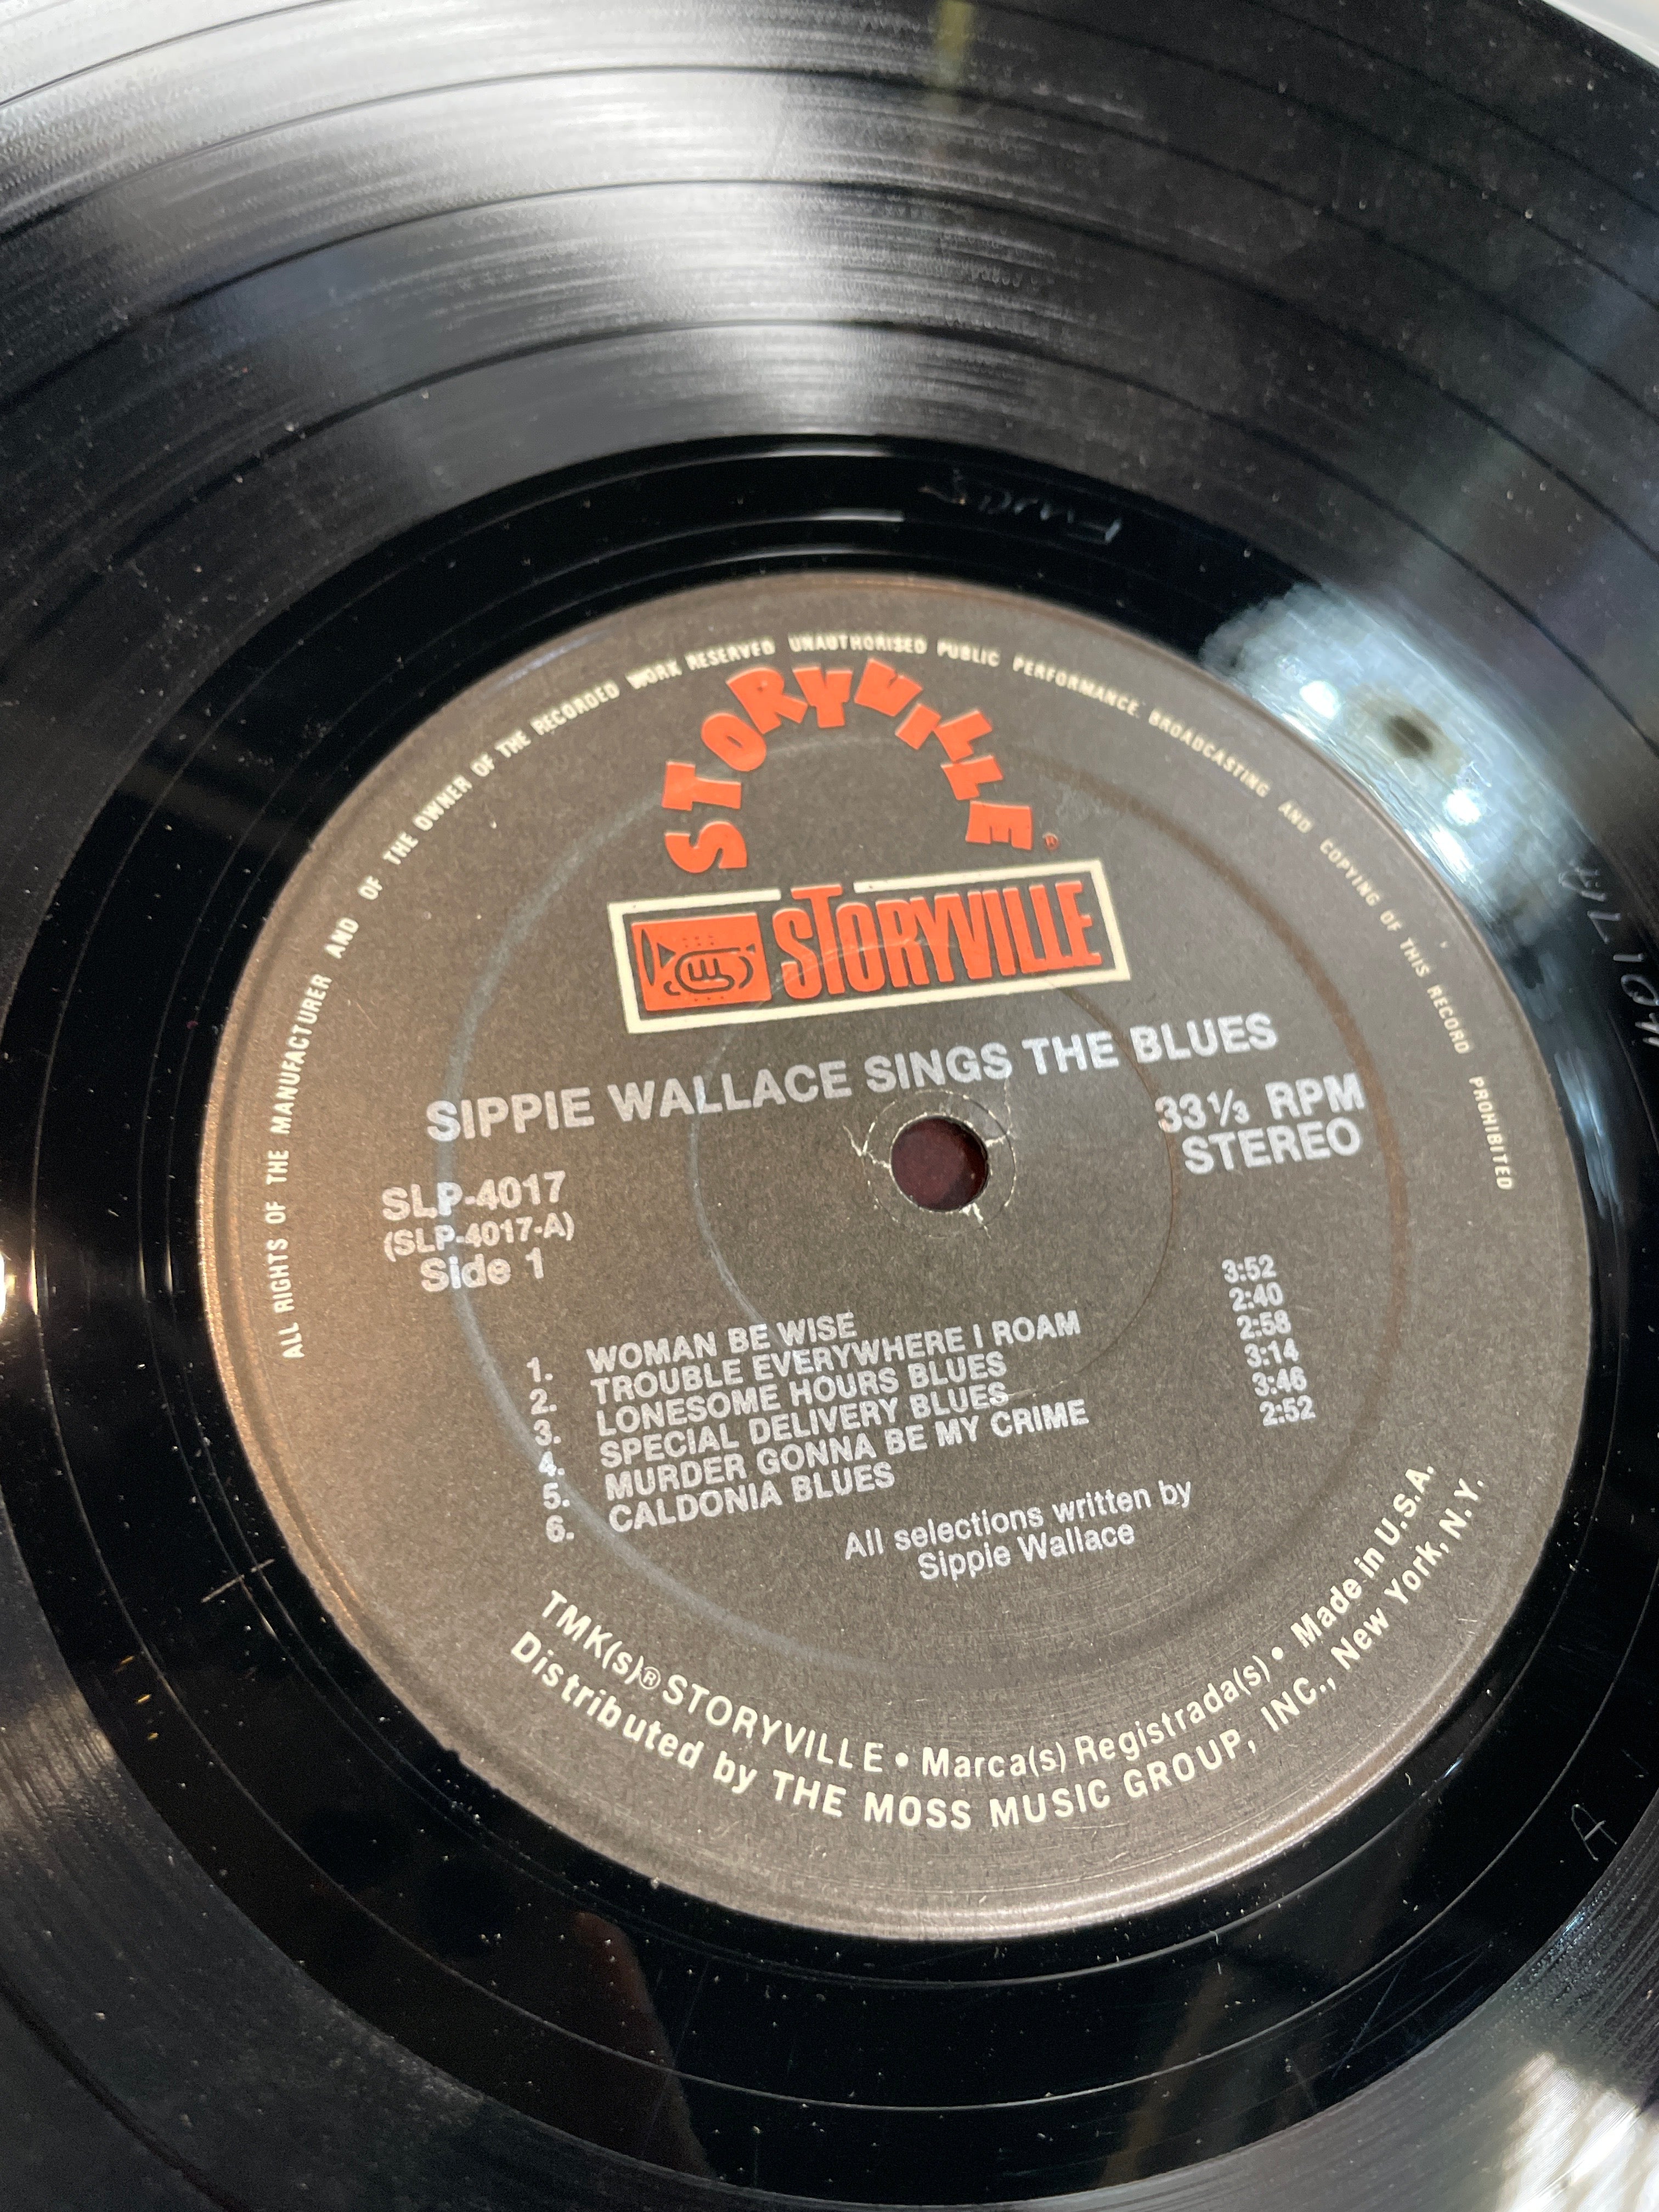 ALL RIGHTS OF THE MANUFACTURER AND OF THE OWNER OF THE RECORDED WORK RESERVED UNAUTHORISED PUBLIC PERFORMANCE BROADCASTING AND COPYING OF THIS RECORD PROHIBITED
STORYVILLE®
STORYVILLE
SIPPIE WALLACE SINGS THE BLUES
33⅓ RPM
STEREO
SLP-4017
(SLP-4017-A)
Side 1
1. WOMAN BE WISE 3:52
2. TROUBLE EVERYWHERE I ROAM 2:40
3. LONESOME HOURS BLUES 2:58
4. SPECIAL DELIVERY BLUES 3:14
5. MURDER GONNA BE MY CRIME 3:46
6. CALDONIA BLUES 2:52
All selections written by
Sippie Wallace
TMK(s)® STORYVILLE • Marca(s) Registrada(s) • Made in U.S.A.
Distributed by THE MOSS MUSIC GROUP, INC., New York, N.Y.
A